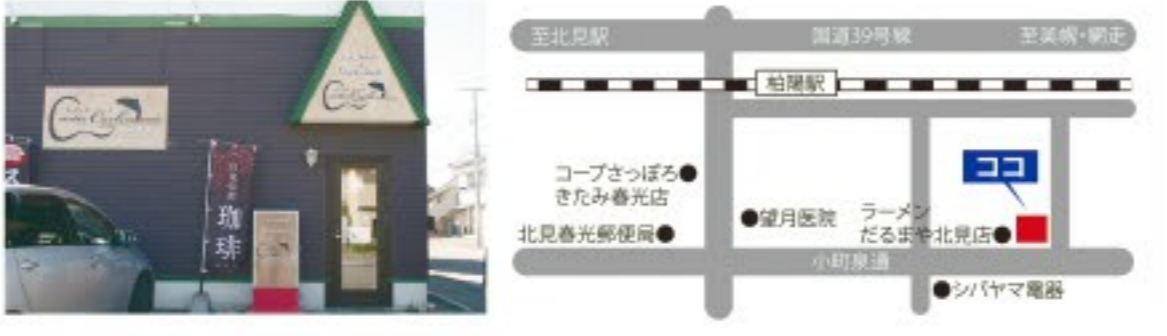 珈琲
至北見駅
国道39号線
至美幌・網走
柏陽駅
ココ
コープさっぽろ
きたみ春光店
北見春光郵便局
望月医院
ラーメン
だるまや北見店
小町泉通
シバヤマ電器